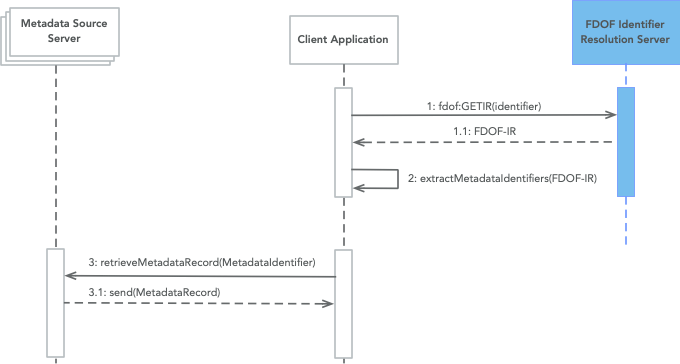 Metadata Source
Server
Client Application
FDOF Identifier
Resolution Server
1: fdof:GETIR(identifier)
1.1: FDOF-IR
2: extractMetadataIdentifiers(FDOF-IR)
3: retrieveMetadataRecord(MetadataIdentifier)
3.1: send(MetadataRecord)